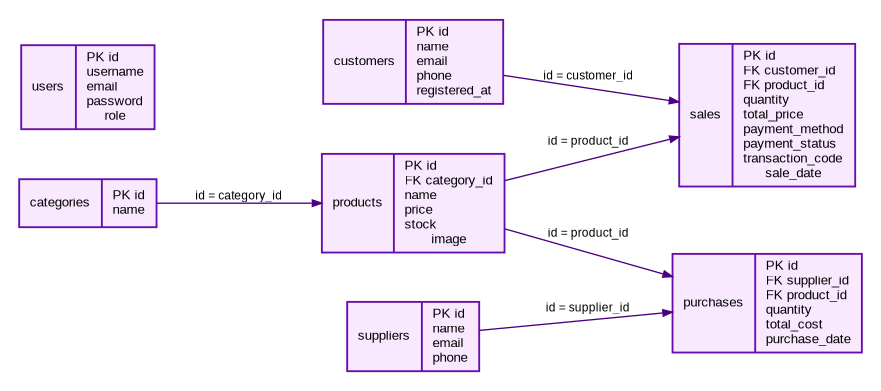 users
PK id
username
email
password
role
categories
PK id
name
id = category_id
customers
PK id
name
email
phone
registered_at
products
PK id
FK category_id
name
price
stock
image
suppliers
PK id
name
email
phone
id = customer_id
id = product_id
id = product_id
id = supplier_id
sales
PK id
FK customer_id
FK product_id
quantity
total_price
payment_method
payment_status
transaction_code
sale_date
purchases
PK id
FK supplier_id
FK product_id
quantity
total_cost
purchase_date